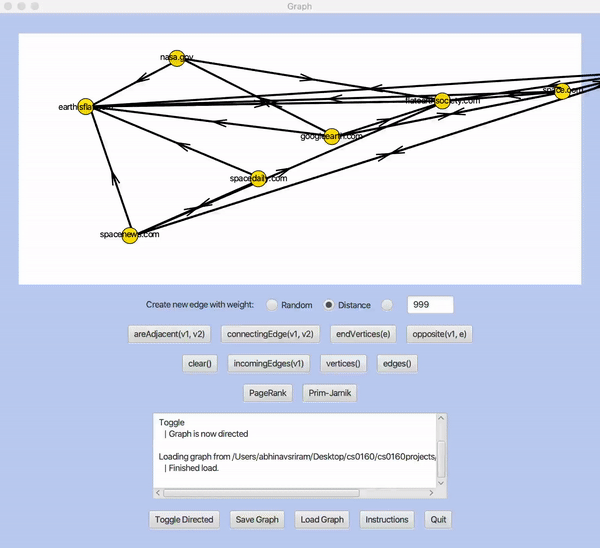 Graph
nasa.gov
earthisflat.com
flatearthsociety.com
space.com
googleearth.com
spacedaily.com
spacenews.com
Create new edge with weight: Random Distance 999
areAdjacent(v1, v2) connectingEdge(v1, v2) endVertices(e) opposite(v1, e)
clear() incomingEdges(v1) vertices() edges()
PageRank Prim-Jarnik
Toggle
| Graph is now directed
Loading graph from /Users/abhinavsriram/Desktop/cs0160/cs0160projects/
| Finished load.
Toggle Directed Save Graph Load Graph Instructions Quit